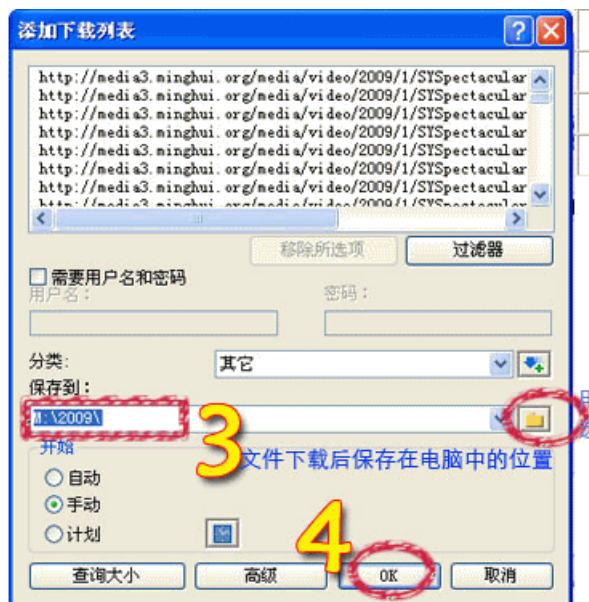 添加下载列表
http://media3.minghui.org/media/video/2009/1/SYSpectacular
http://media3.minghui.org/media/video/2009/1/SYSpectacular
http://media3.minghui.org/media/video/2009/1/SYSpectacular
http://media3.minghui.org/media/video/2009/1/SYSpectacular
http://media3.minghui.org/media/video/2009/1/SYSpectacular
http://media3.minghui.org/media/video/2009/1/SYSpectacular
http://media3.minghui.org/media/video/2009/1/SYSpectacular
移除所选项 过滤器
需要用户名和密码
用户名： 密码：
分类: 其它
保存到：
M:\2009\
3
开始
文件下载后保存在电脑中的位置
自动
手动
计划
4
查询大小 高级 OK 取消